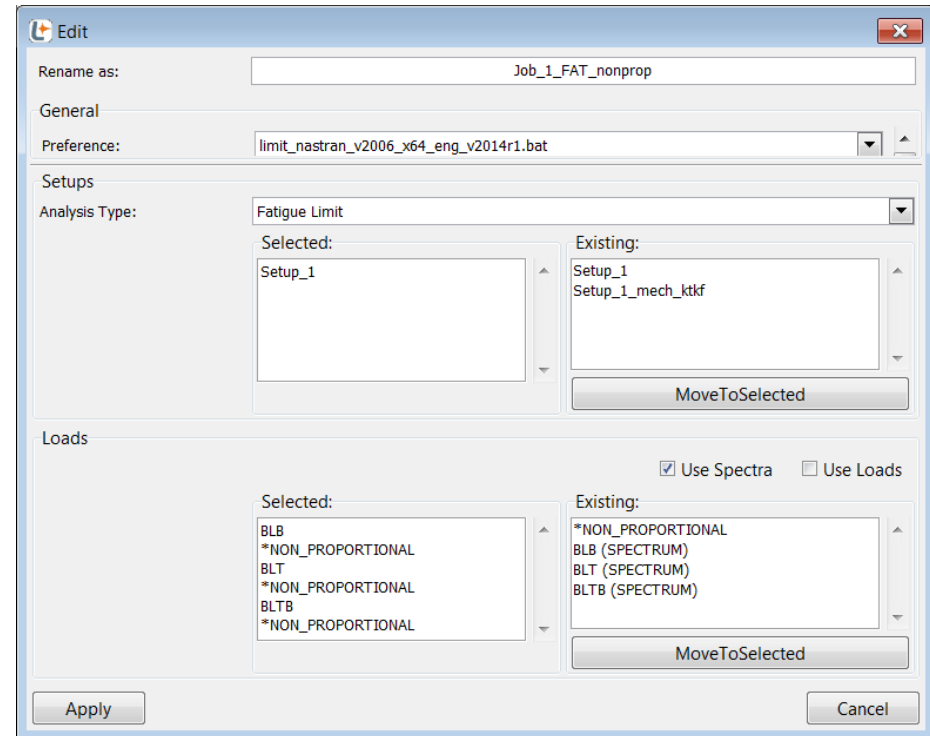 Edit
Rename as: Job_1_FAT_nonprop
General
Preference: limit_nastran_v2006_x64_eng_v2014r1.bat
Setups
Analysis Type: Fatigue Limit
Selected: Existing:
Setup_1 Setup_1
Setup_1_mech_ktkf
MoveToSelected
Loads
Use Spectra Use Loads
Selected: Existing:
BLB *NON_PROPORTIONAL
*NON_PROPORTIONAL BLB (SPECTRUM)
BLT BLT (SPECTRUM)
*NON_PROPORTIONAL BLTB (SPECTRUM)
BLTB
*NON_PROPORTIONAL
MoveToSelected
Apply Cancel